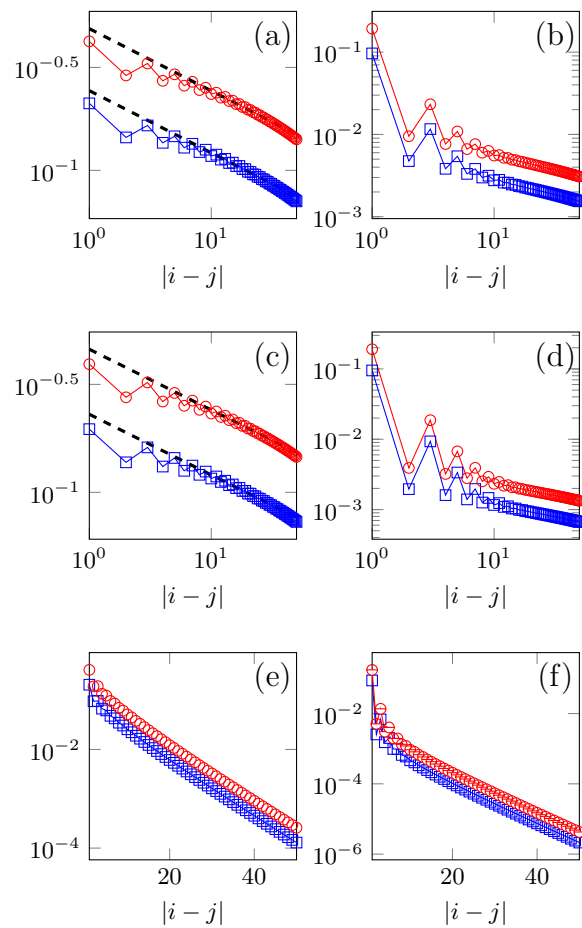 (a)
10^{-0.5}
10^{-1}
10^0
10^1
|i − j|
(b)
10^{-1}
10^{-2}
10^{-3}
10^0
10^1
|i − j|
(c)
10^{-0.5}
10^{-1}
10^0
10^1
|i − j|
(d)
10^{-1}
10^{-2}
10^{-3}
10^0
10^1
|i − j|
(e)
10^{-2}
10^{-4}
20
40
|i − j|
(f)
10^{-2}
10^{-4}
10^{-6}
20
40
|i − j|